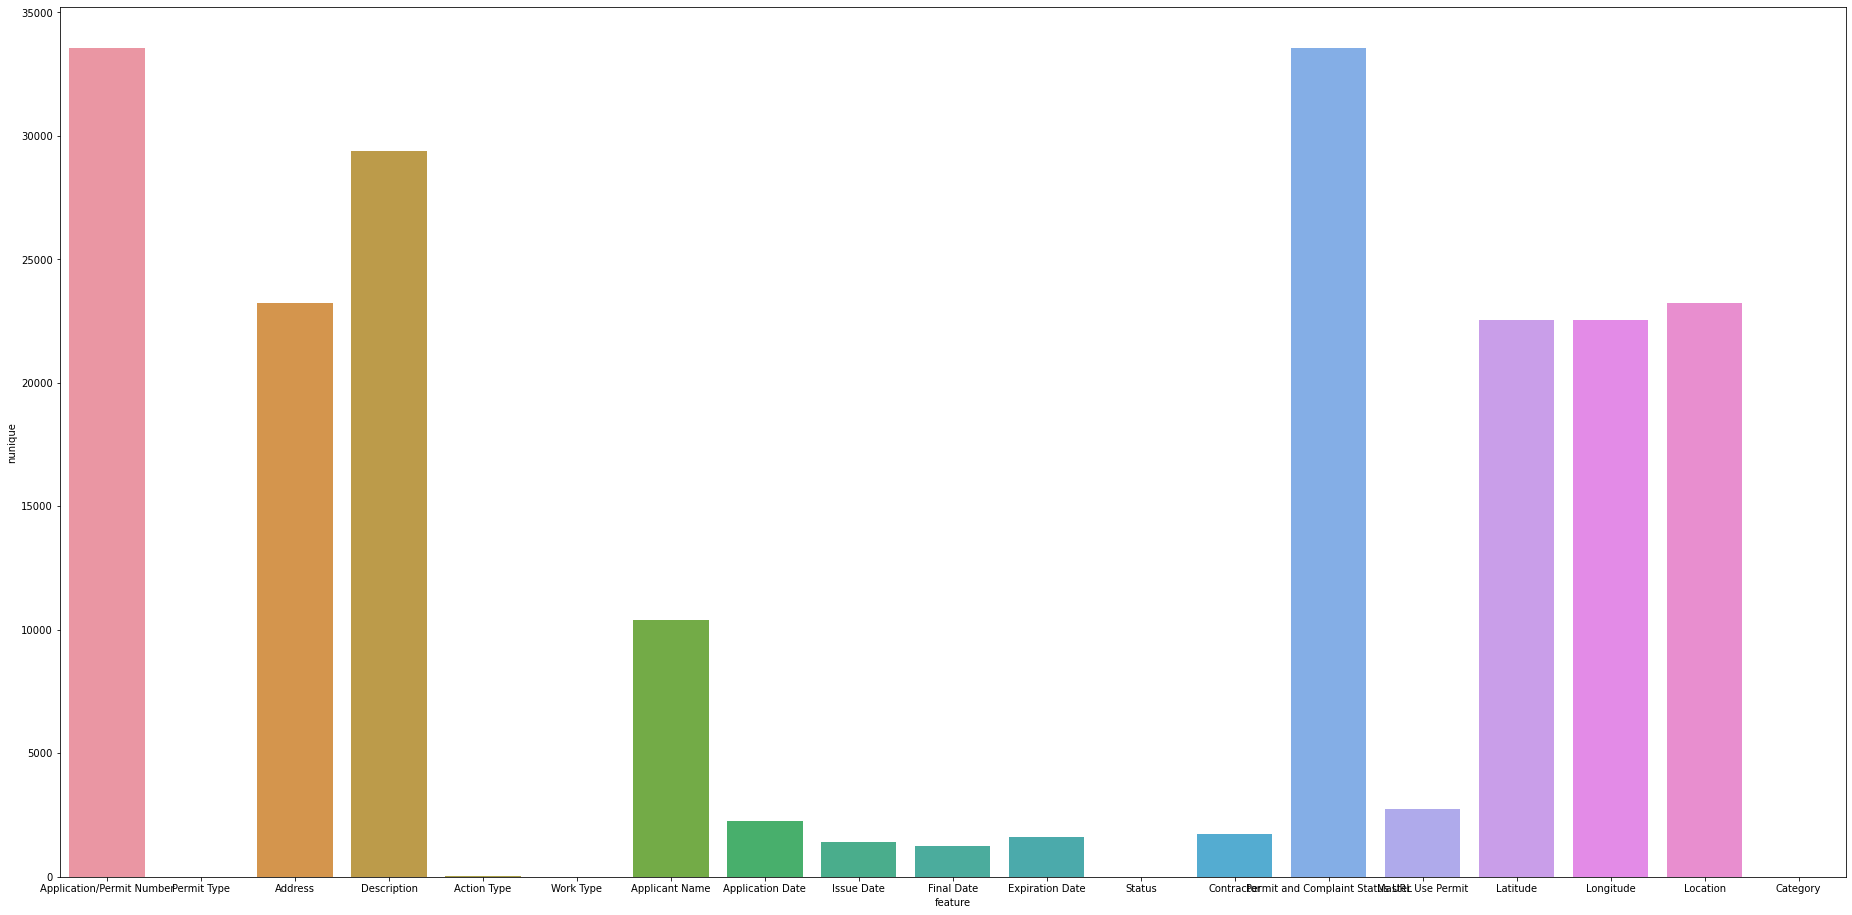 35000
30000
25000
20000
15000
10000
5000
0
nunique
Application/Permit Number Permit Type Address Description Action Type Work Type Applicant Name Application Date Issue Date Final Date Expiration Date Status Contractor Permit and Complaint Status URL Master Use Permit Latitude Longitude Location Category
feature